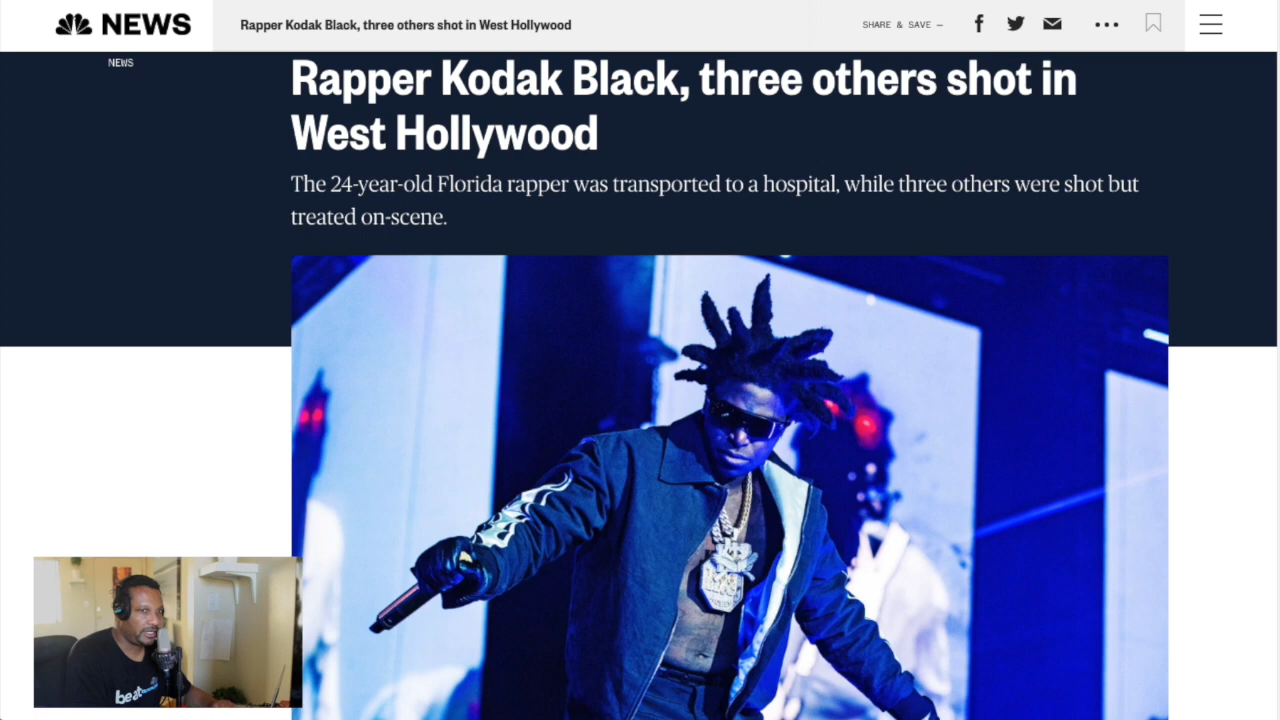 NEWS
Rapper Kodak Black, three others shot in West Hollywood
SHARE & SAVE —
NEWS
Rapper Kodak Black, three others shot in
West Hollywood
The 24-year-old Florida rapper was transported to a hospital, while three others were shot but
treated on-scene.
beat